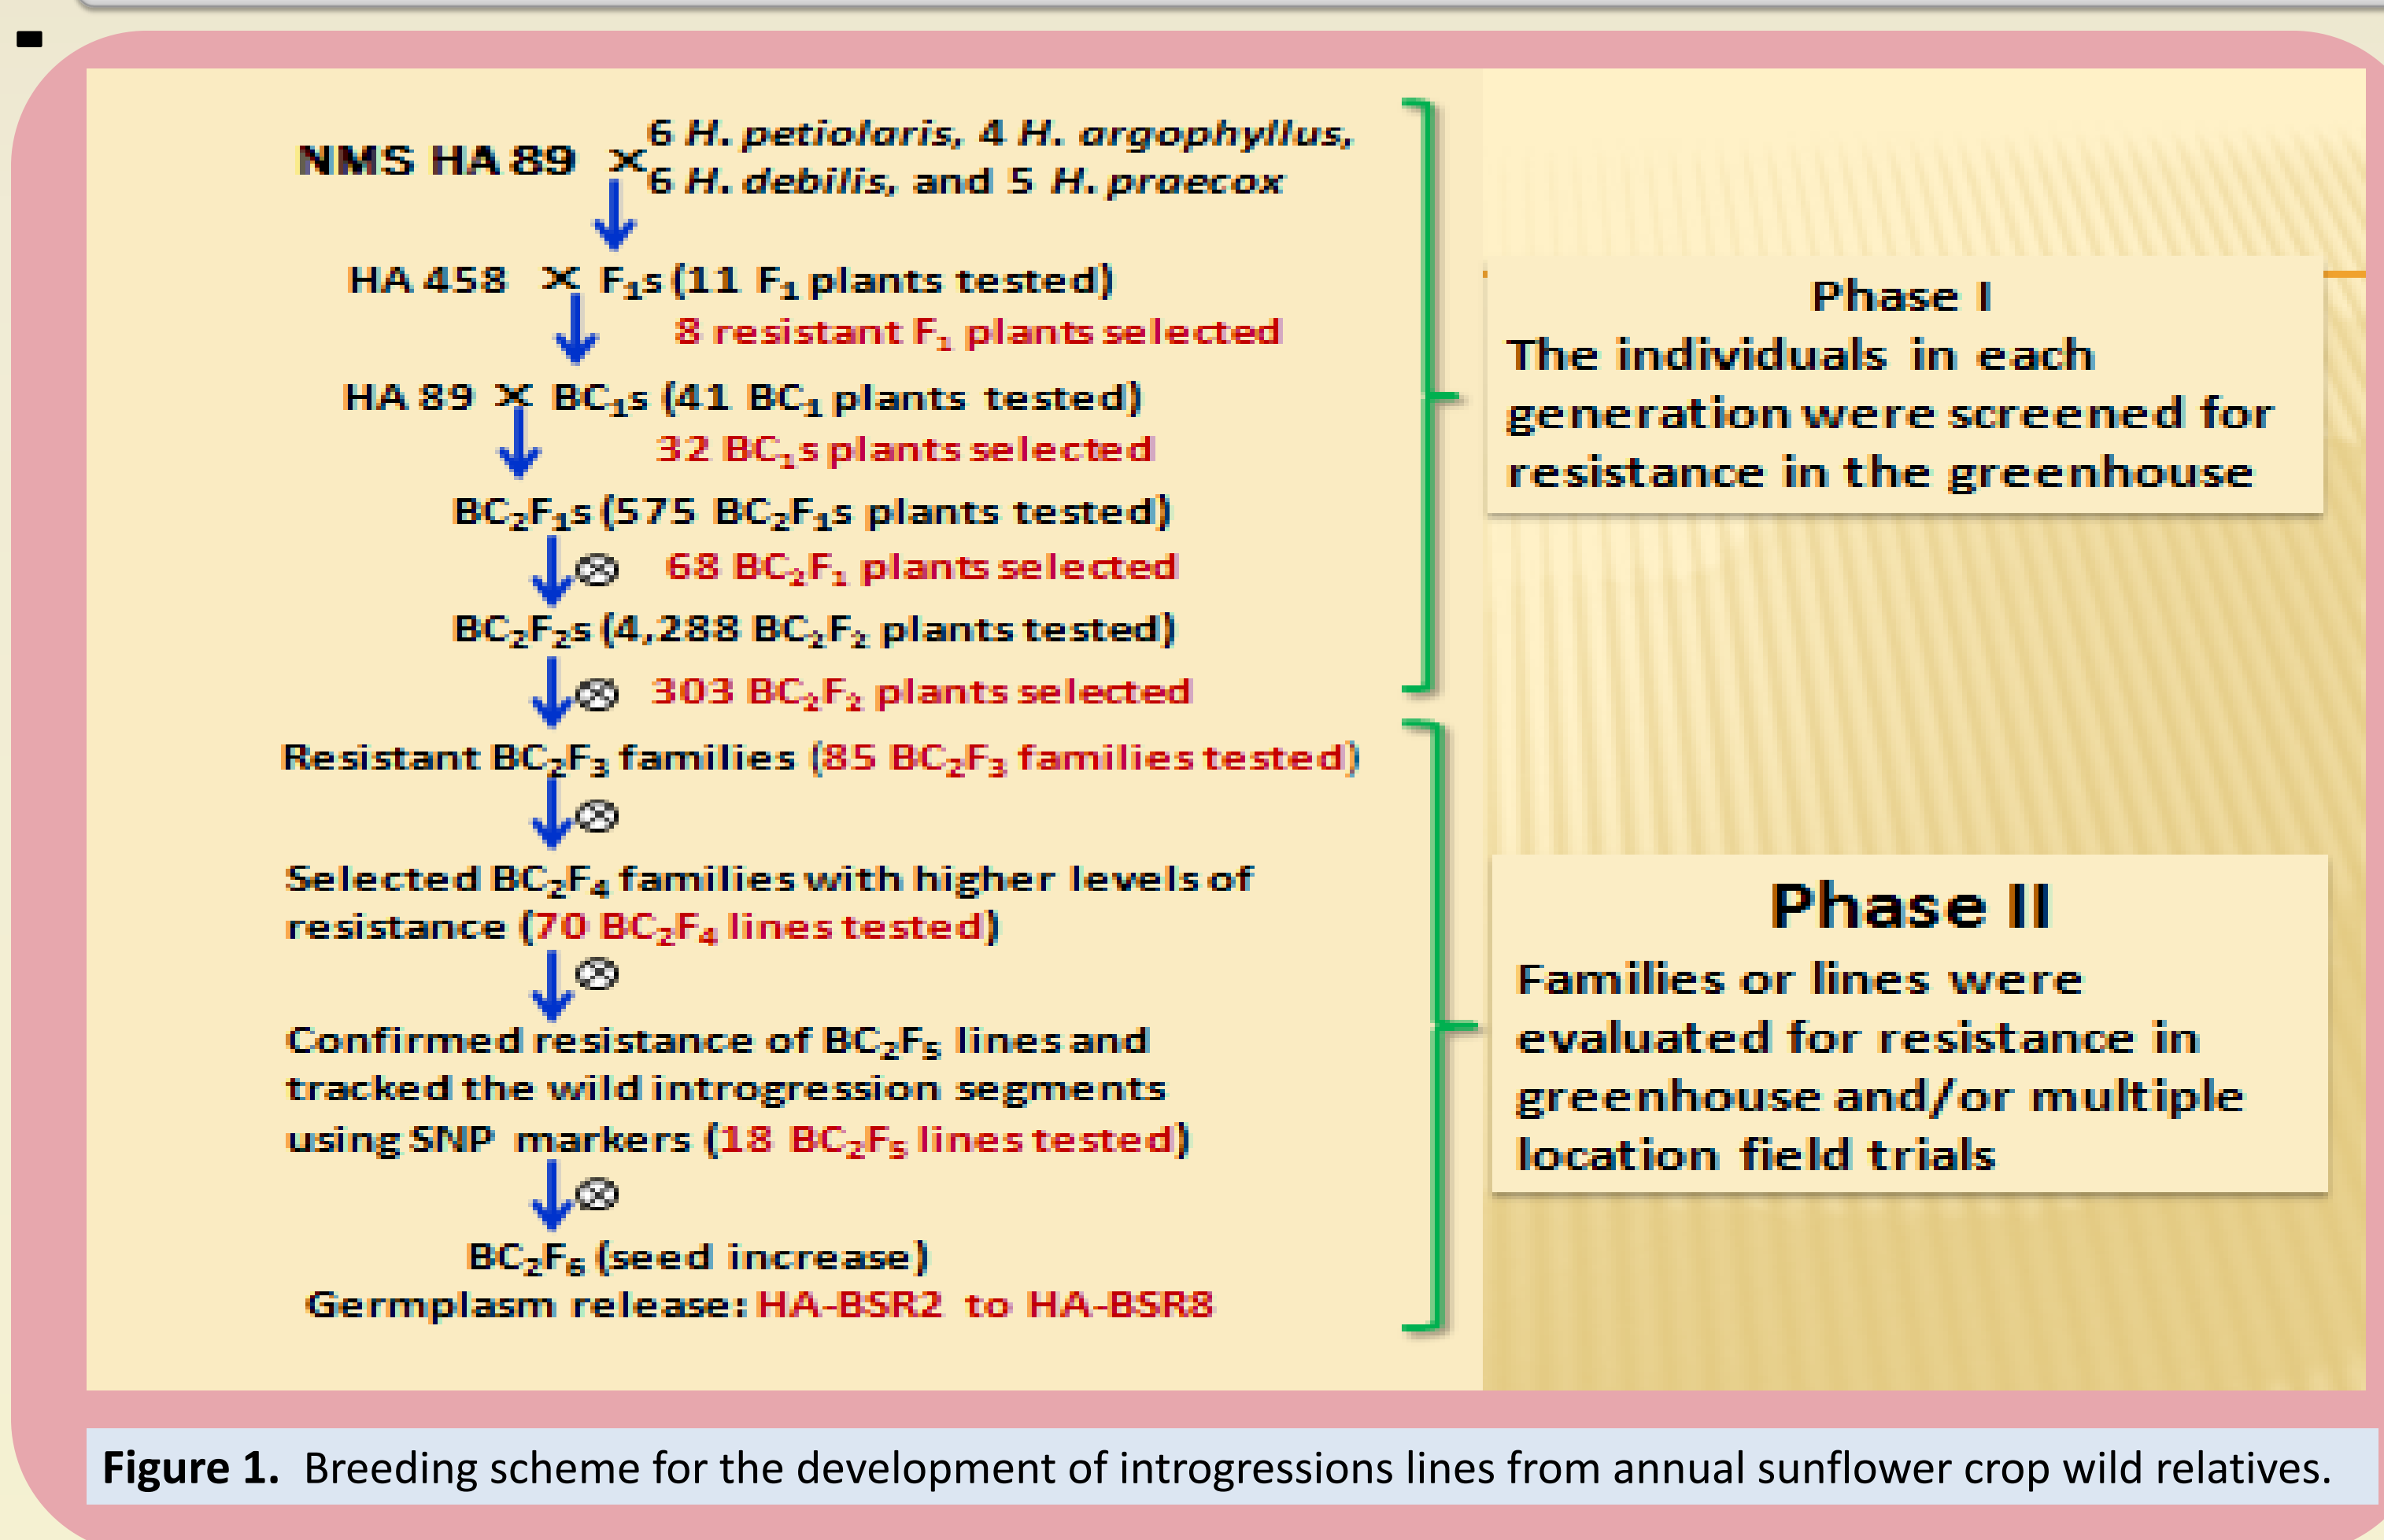 NMS HA 89 × 6 H. petiolaris, 4 H. argophyllus,
6 H. debilis, and 5 H. praecox
HA 458 × F₁s (11 F₁ plants tested)
8 resistant F₁ plants selected
HA 89 × BC₁s (41 BC₁ plants tested)
32 BC₁s plants selected
BC₂F₁s (575 BC₂F₁s plants tested)
⊗ 68 BC₂F₁ plants selected
BC₂F₂s (4,288 BC₂F₂ plants tested)
⊗ 303 BC₂F₂ plants selected
Resistant BC₂F₃ families (85 BC₂F₃ families tested)
⊗
Selected BC₂F₄ families with higher levels of
resistance (70 BC₂F₄ lines tested)
⊗
Confirmed resistance of BC₂F₅ lines and
tracked the wild introgression segments
using SNP markers (18 BC₂F₅ lines tested)
⊗
BC₂F₆ (seed increase)
Germplasm release: HA-BSR2 to HA-BSR8
Phase I
The individuals in each
generation were screened for
resistance in the greenhouse
Phase II
Families or lines were
evaluated for resistance in
greenhouse and/or multiple
location field trials
Figure 1. Breeding scheme for the development of introgressions lines from annual sunflower crop wild relatives.